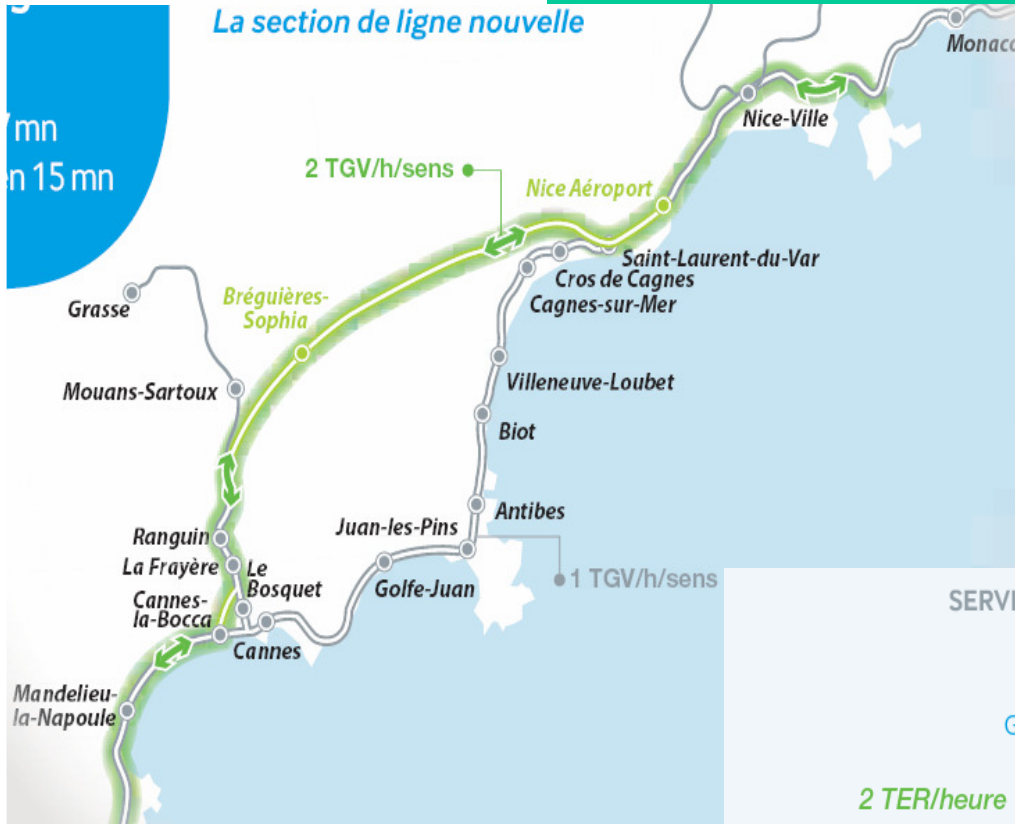 La section de ligne nouvelle
mn
en 15 mn
Monaco
Nice-Ville
2 TGV/h/sens
Nice Aéroport
Saint-Laurent-du-Var
Cros de Cagnes
Cagnes-sur-Mer
Grasse
Bréguières-
Sophia
Villeneuve-Loubet
Mouans-Sartoux
Biot
Antibes
Juan-les-Pins
Ranguin
La Frayère
Le
Bosquet
Golfe-Juan
1 TGV/h/sens
Cannes-
la-Bocca
Cannes
Mandelieu-
la-Napoule
SERVI
G
2 TER/heure